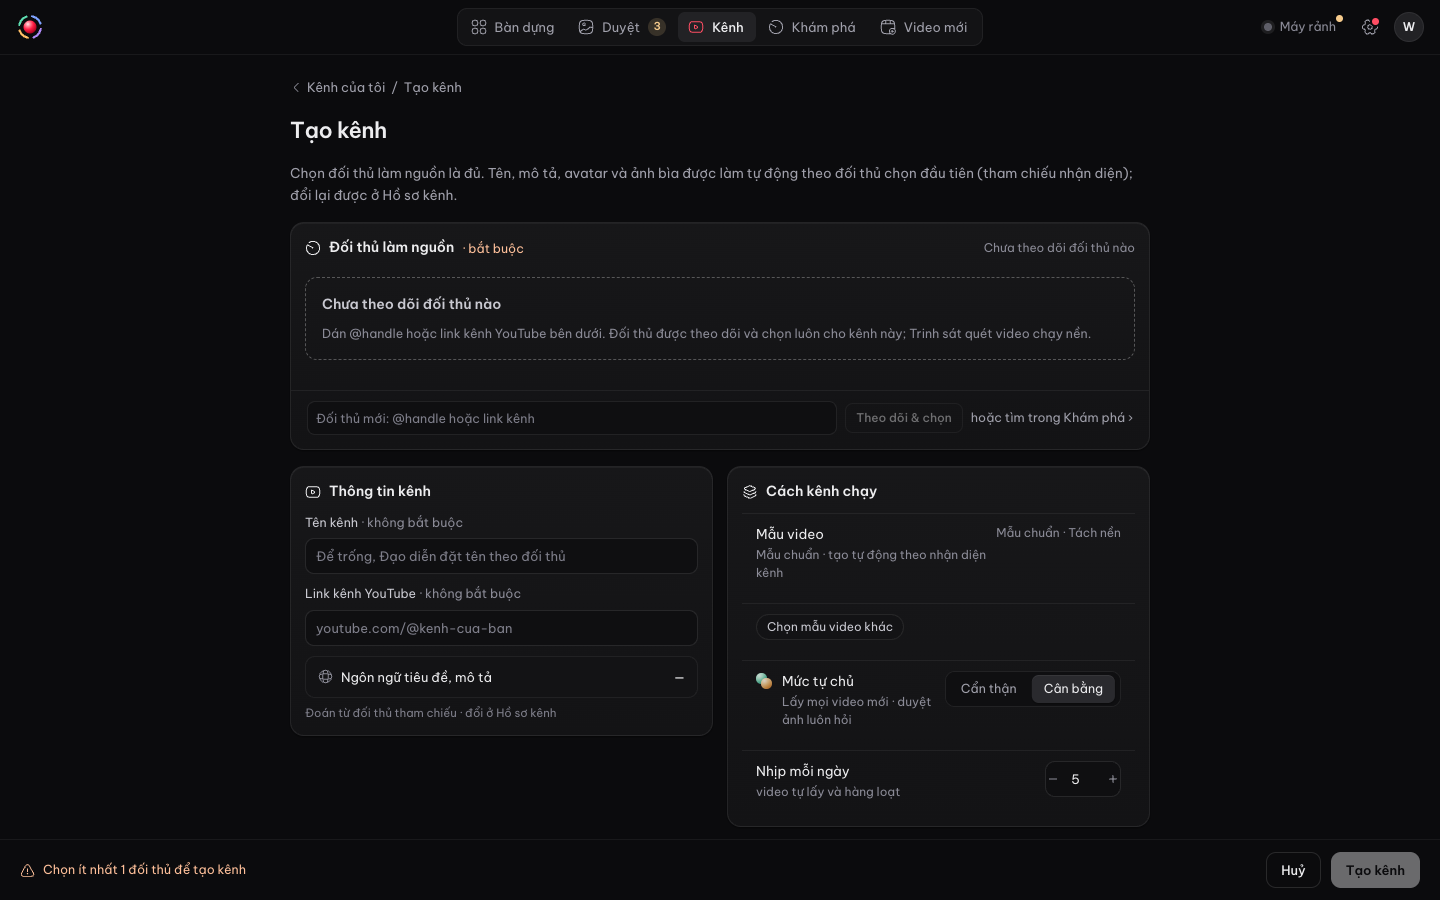 Bàn dựng
Duyệt 3
Kênh
Khám phá
Video mới
Máy rảnh
W
Kênh của tôi / Tạo kênh
Tạo kênh
Chọn đối thủ làm nguồn là đủ. Tên, mô tả, avatar và ảnh bìa được làm tự động theo đối thủ chọn đầu tiên (tham chiếu nhận diện);
đổi lại được ở Hồ sơ kênh.
Đối thủ làm nguồn · bắt buộc
Chưa theo dõi đối thủ nào
Chưa theo dõi đối thủ nào
Dán @handle hoặc link kênh YouTube bên dưới. Đối thủ được theo dõi và chọn luôn cho kênh này; Trinh sát quét video chạy nền.
Đối thủ mới: @handle hoặc link kênh
Theo dõi & chọn
hoặc tìm trong Khám phá ›
Thông tin kênh
Tên kênh · không bắt buộc
Để trống, Đạo diễn đặt tên theo đối thủ
Link kênh YouTube · không bắt buộc
youtube.com/@kenh-cua-ban
Ngôn ngữ tiêu đề, mô tả –
Đoán từ đối thủ tham chiếu · đổi ở Hồ sơ kênh
Cách kênh chạy
Mẫu video
Mẫu chuẩn · Tách nền
Mẫu chuẩn · tạo tự động theo nhận diện
kênh
Chọn mẫu video khác
Mức tự chủ
Lấy mọi video mới · duyệt
ảnh luôn hỏi
Cẩn thận
Cân bằng
Nhịp mỗi ngày
video tự lấy và hàng loạt
− 5 +
Chọn ít nhất 1 đối thủ để tạo kênh
Huỷ
Tạo kênh